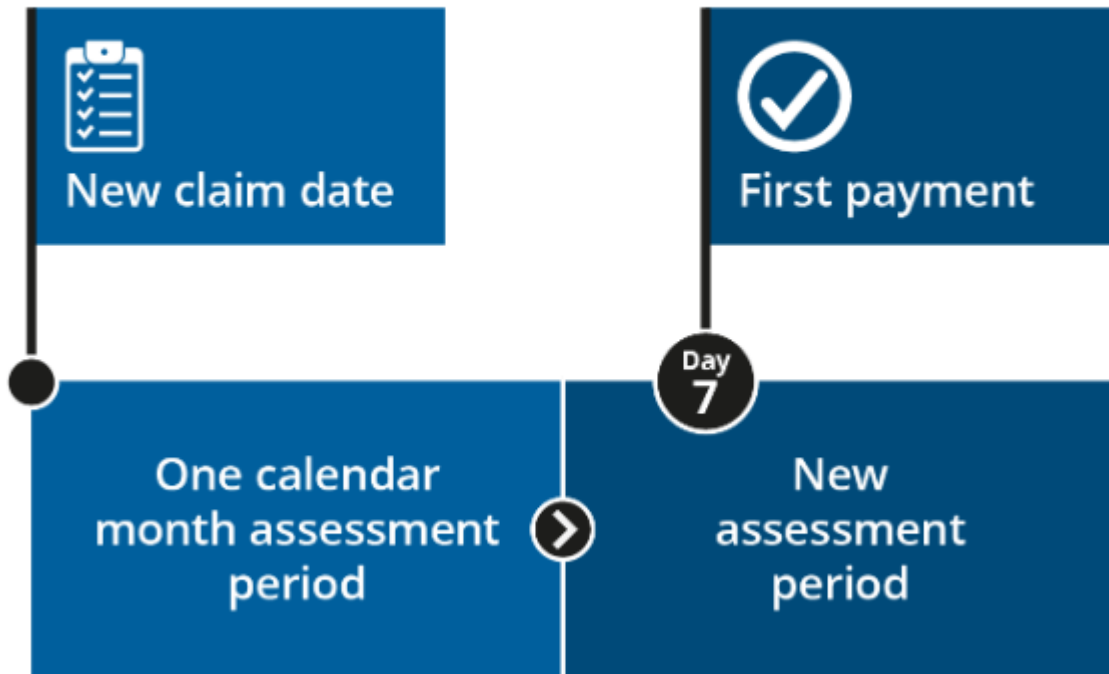 New claim date
First payment
Day
7
One calendar
month assessment
period
New
assessment
period